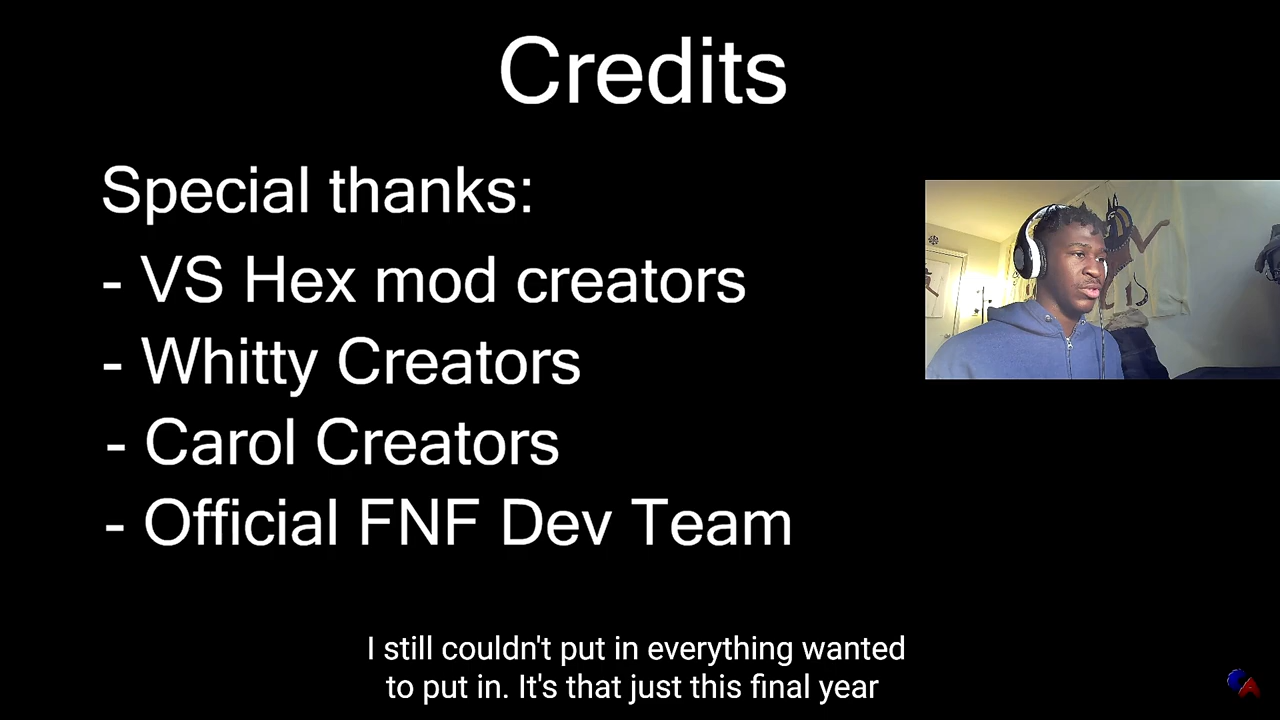 Credits
Special thanks:
- VS Hex mod creators
- Whitty Creators
- Carol Creators
- Official FNF Dev Team
I still couldn't put in everything wanted
to put in. It's that just this final year